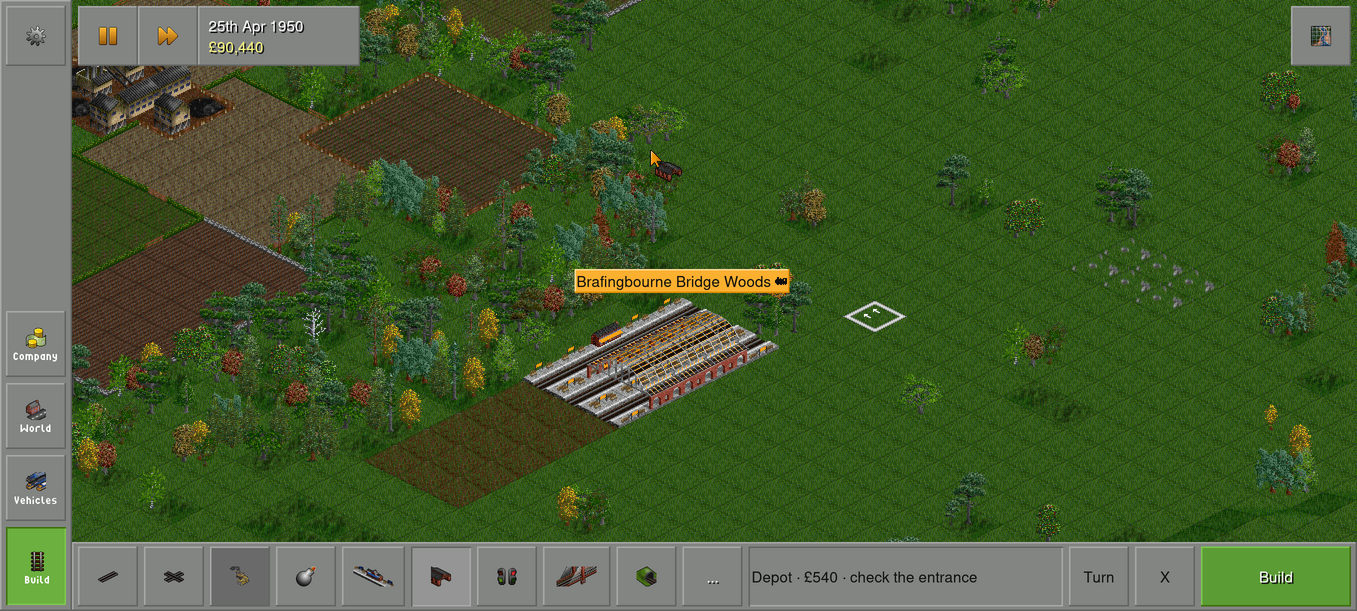 25th Apr 1950
£90,440
Brafingbourne Bridge Woods
Company
World
Vehicles
Build
...
Depot · £540 · check the entrance
Turn
X
Build